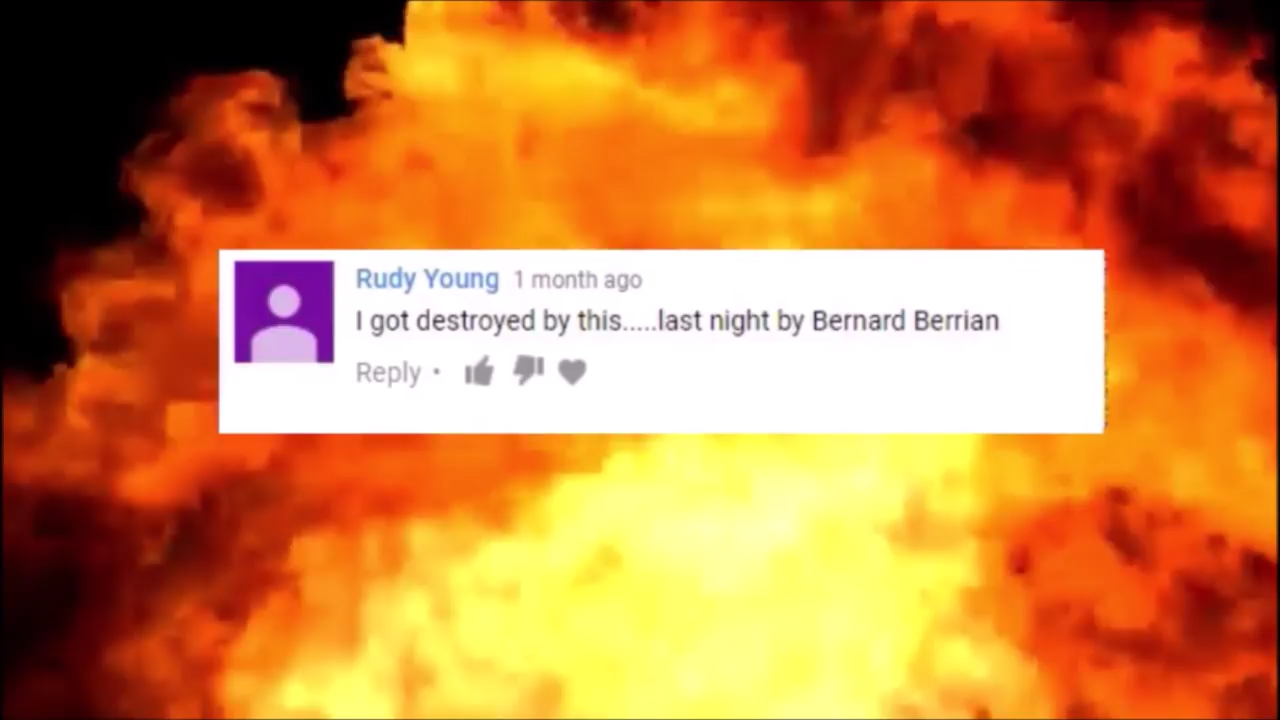 Rudy Young 1 month ago
I got destroyed by this.....last night by Bernard Berrian
Reply •